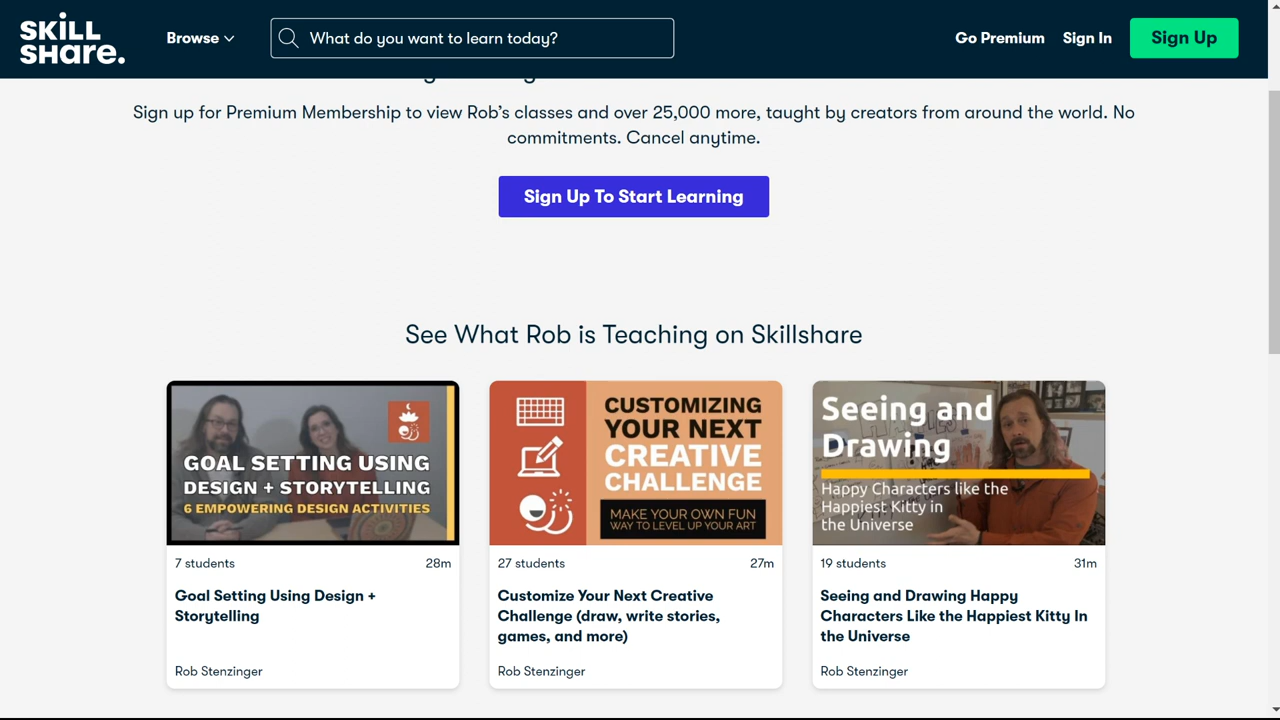 SKILL
SHARE.
Browse
What do you want to learn today?
Go Premium
Sign In
Sign Up
Sign up for Premium Membership to view Rob's classes and over 25,000 more, taught by creators from around the world. No
commitments. Cancel anytime.
Sign Up To Start Learning
See What Rob is Teaching on Skillshare
GOAL SETTING USING
DESIGN + STORYTELLING
6 EMPOWERING DESIGN ACTIVITIES
7 students
28m
Goal Setting Using Design +
Storytelling
Rob Stenzinger
CUSTOMIZING
YOUR NEXT
CREATIVE
CHALLENGE
MAKE YOUR OWN FUN
WAY TO LEVEL UP YOUR ART
27 students
27m
Customize Your Next Creative
Challenge (draw, write stories,
games, and more)
Rob Stenzinger
Seeing and
Drawing
Happy Characters like the
Happiest Kitty in
the Universe
19 students
31m
Seeing and Drawing Happy
Characters Like the Happiest Kitty In
the Universe
Rob Stenzinger